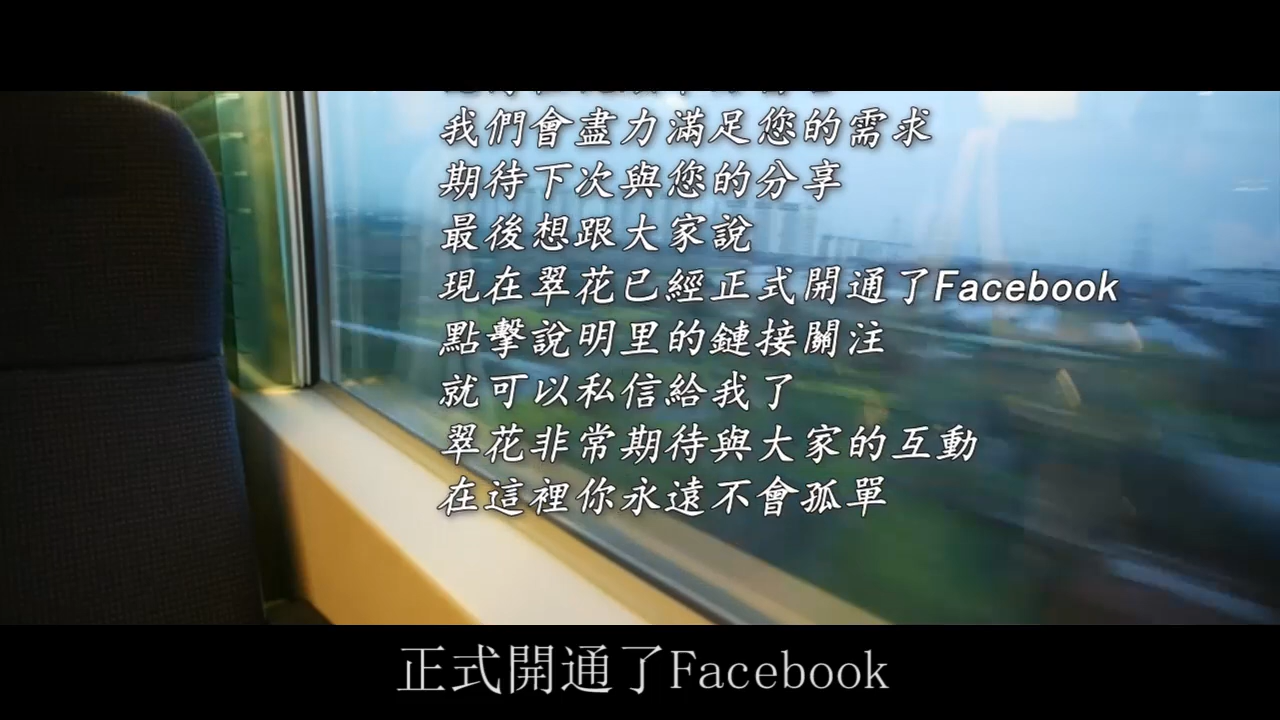 我們會盡力滿足您的需求
期待下次與您的分享
最後想跟大家說
現在翠花已經正式開通了Facebook
點擊說明里的鏈接關注
就可以私信給我了
翠花非常期待與大家的互動
在這裡你永遠不會孤單
正式開通了Facebook